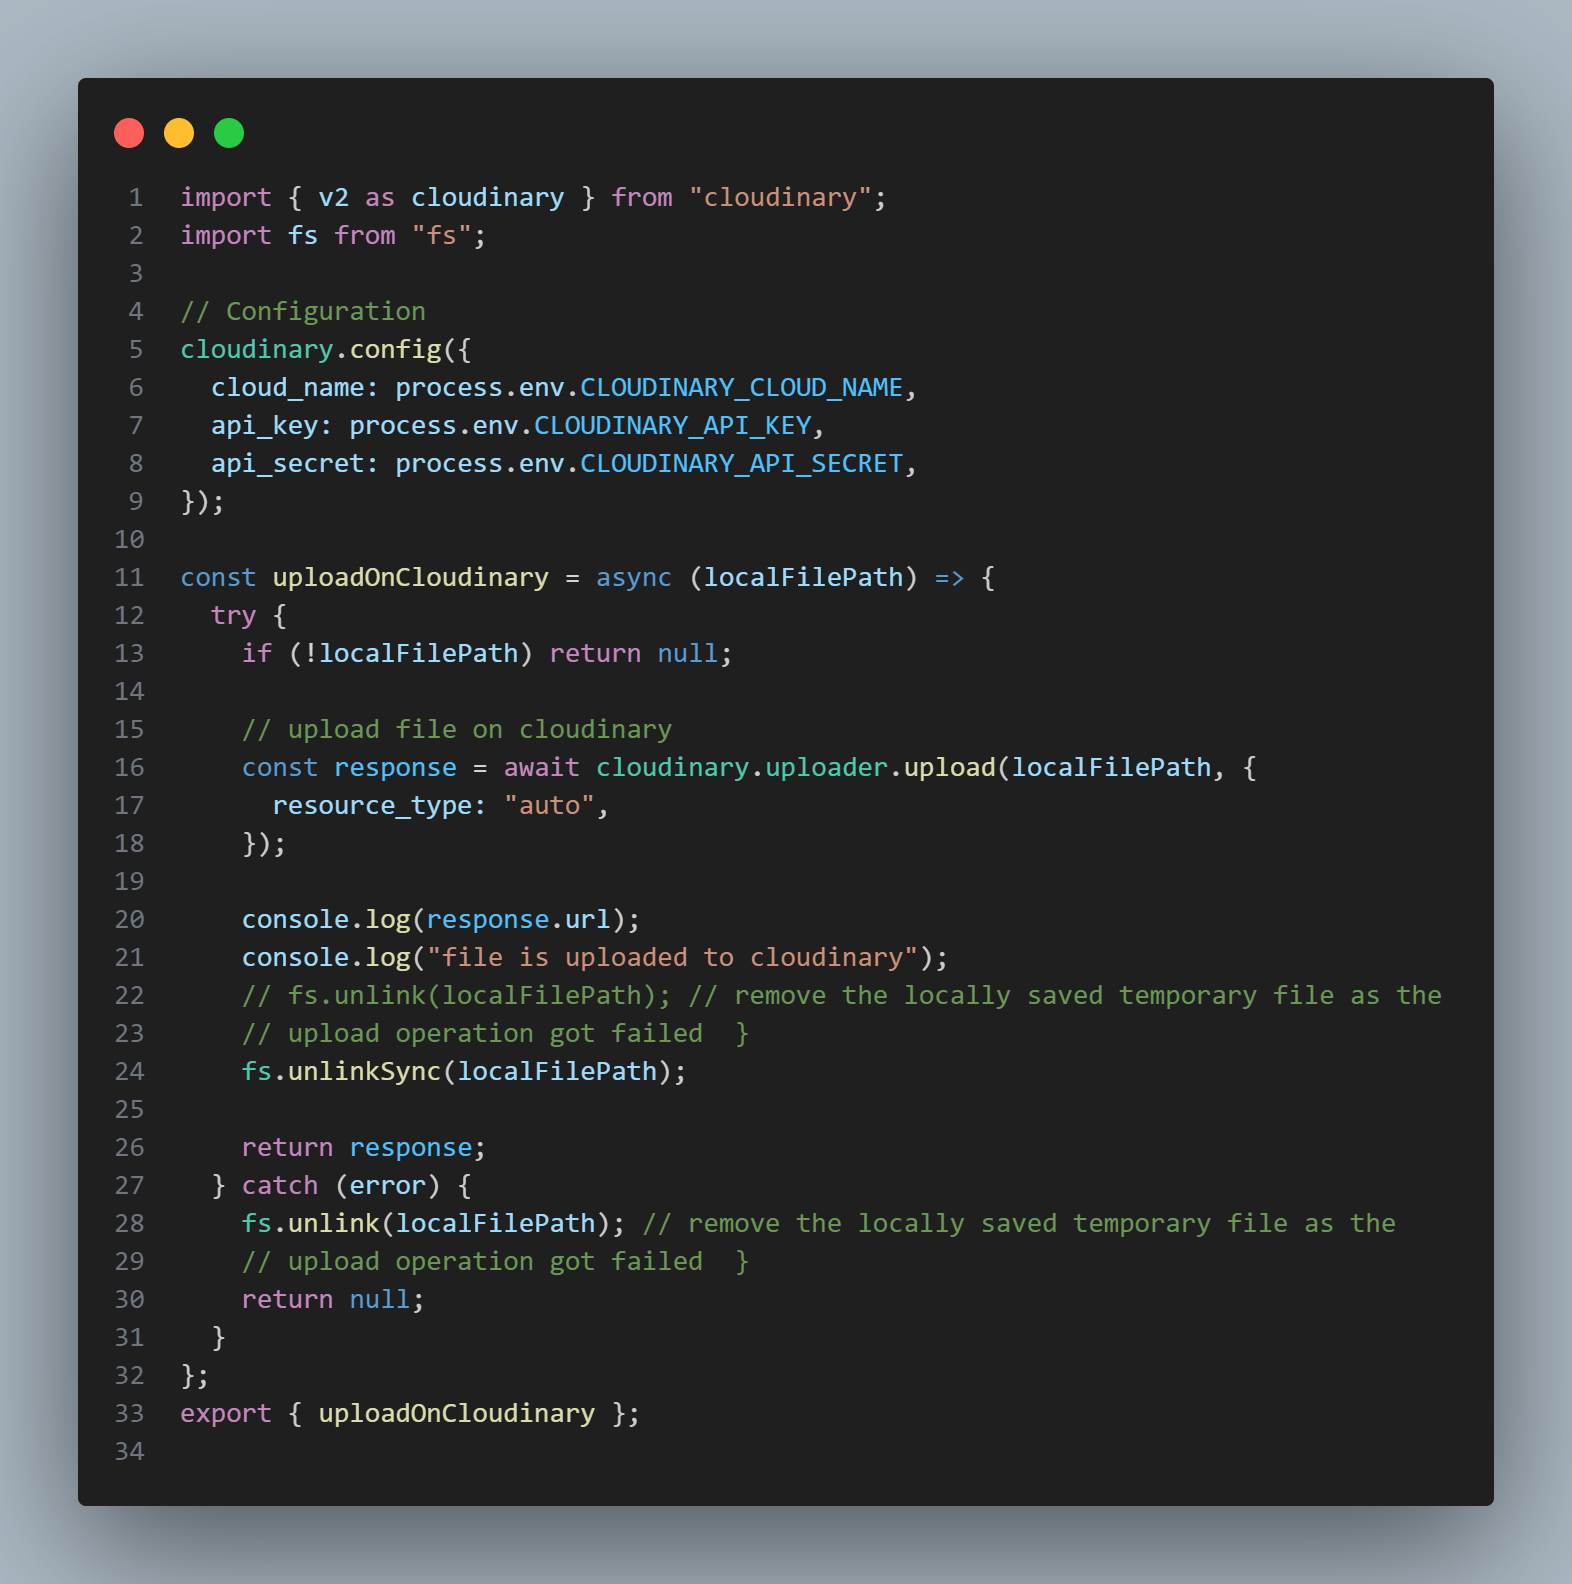 1 import { v2 as cloudinary } from "cloudinary";
2 import fs from "fs";
3
4 // Configuration
5 cloudinary.config({
6   cloud_name: process.env.CLOUDINARY_CLOUD_NAME,
7   api_key: process.env.CLOUDINARY_API_KEY,
8   api_secret: process.env.CLOUDINARY_API_SECRET,
9 });
10
11 const uploadOnCloudinary = async (localFilePath) => {
12   try {
13     if (!localFilePath) return null;
14
15     // upload file on cloudinary
16     const response = await cloudinary.uploader.upload(localFilePath, {
17       resource_type: "auto",
18     });
19
20     console.log(response.url);
21     console.log("file is uploaded to cloudinary");
22     // fs.unlink(localFilePath); // remove the locally saved temporary file as the
23     // upload operation got failed  }
24     fs.unlinkSync(localFilePath);
25
26     return response;
27   } catch (error) {
28     fs.unlink(localFilePath); // remove the locally saved temporary file as the
29     // upload operation got failed  }
30     return null;
31   }
32 };
33 export { uploadOnCloudinary };
34